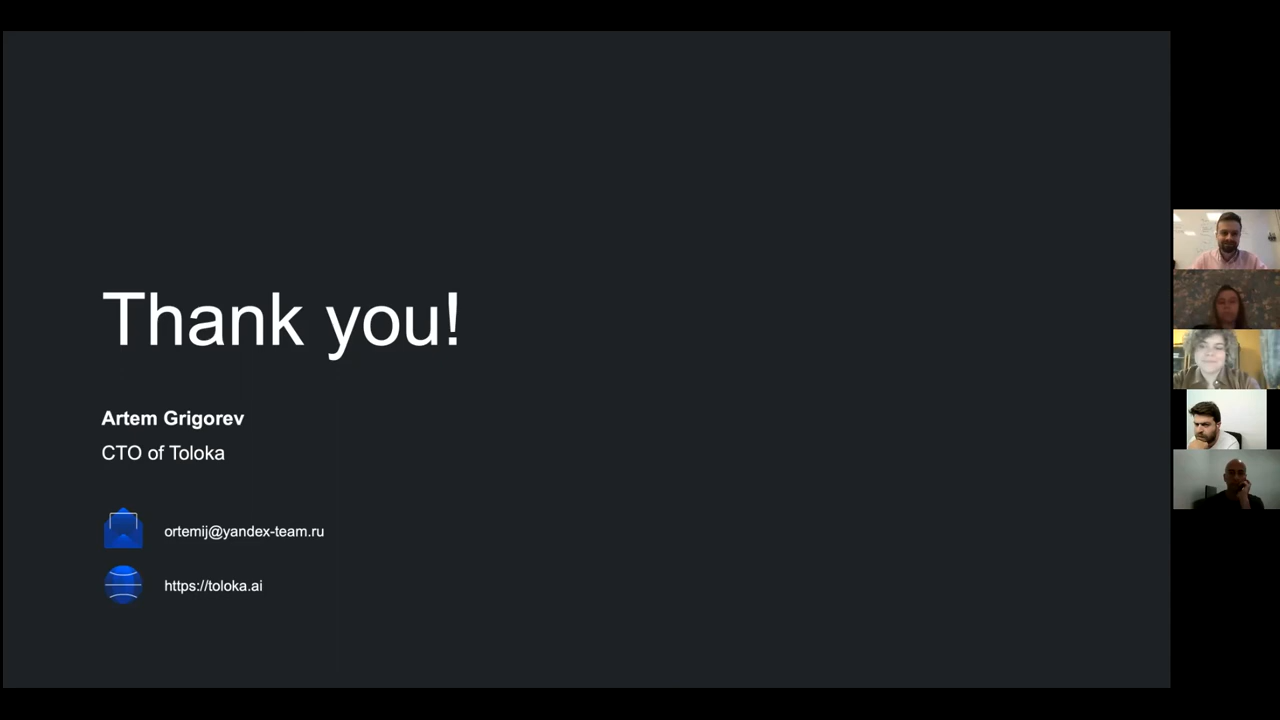 Thank you!
Artem Grigorev
CTO of Toloka
ortemij@yandex-team.ru
https://toloka.ai